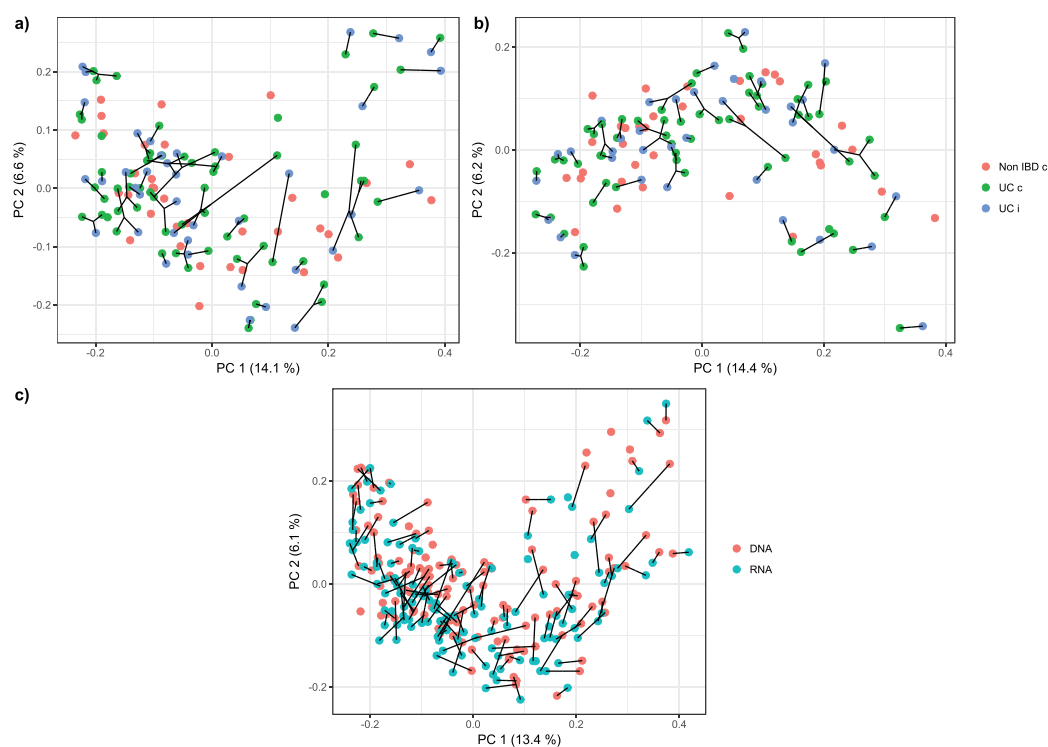 a)
0.2
0.1
0.0
-0.1
-0.2
PC 2 (6.6 %)
-0.2 0.0 0.2 0.4
PC 1 (14.1 %)
b)
0.2
0.0
-0.2
PC 2 (6.2 %)
-0.2 0.0 0.2 0.4
PC 1 (14.4 %)
Non IBD c
UC c
UC i
c)
0.2
0.0
-0.2
PC 2 (6.1 %)
-0.2 0.0 0.2 0.4
PC 1 (13.4 %)
DNA
RNA